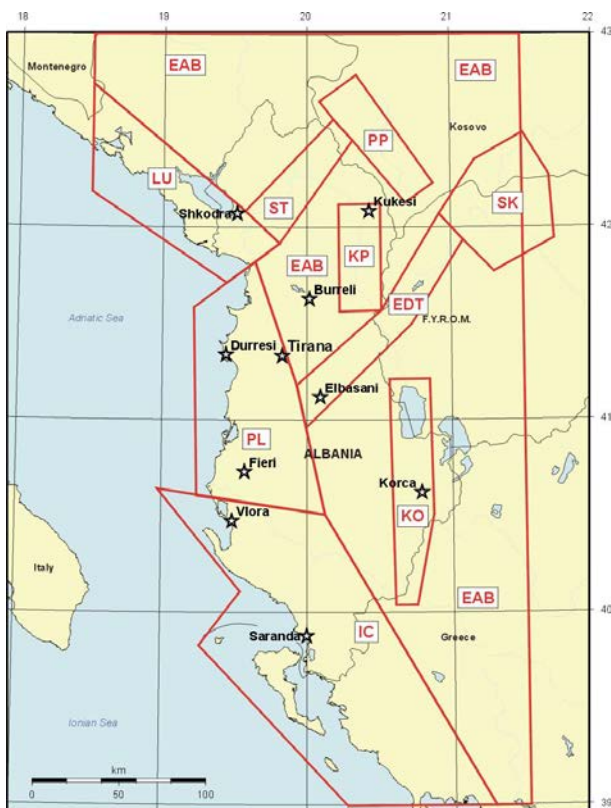 18 19 20 21 22
43
Montenegro
EAB
EAB
PP
Kosovo
LU
ST
SK
Kukesi
Shkodra
42
EAB
KP
Burreli
EDT
Adriatic Sea
F.Y.R.O.M.
Durresi
Tirana
Elbasani
41
PL
ALBANIA
Fieri
Korca
Vlora
KO
Italy
EAB
40
Saranda
IC
Greece
Ionian Sea
km
0 50 100
39